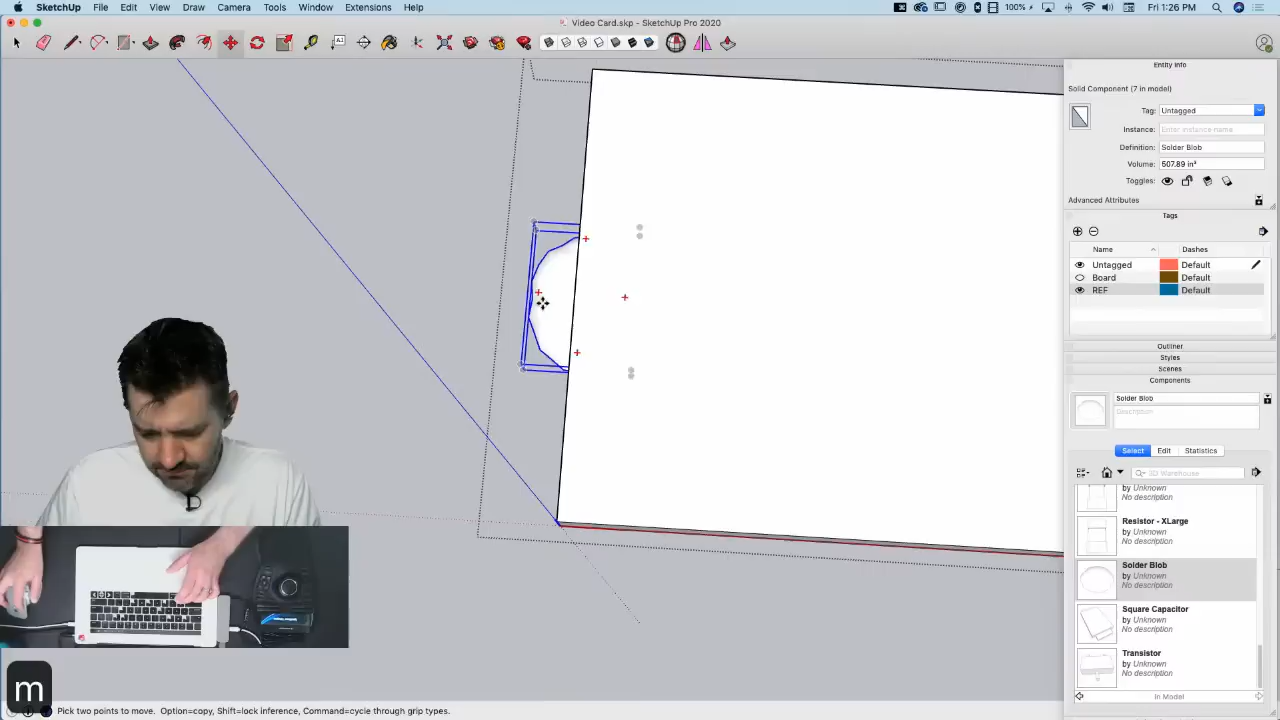 SketchUp File Edit View Draw Camera Tools Window Extensions Help
100% Fri 1:26 PM
Video Card.skp - SketchUp Pro 2020
Entity Info
Solid Component (7 in model)
Tag: Untagged
Instance: Enter instance name
Definition: Solder Blob
Volume: 507.89 in³
Toggles:
Advanced Attributes
Tags
Name Dashes
Untagged Default
Board Default
REF Default
Outliner
Styles
Scenes
Components
Solder Blob
Description
Select Edit Statistics
3D Warehouse
by Unknown
No description
Resistor - XLarge
by Unknown
No description
Solder Blob
by Unknown
No description
Square Capacitor
by Unknown
No description
Transistor
by Unknown
No description
In Model
m
Pick two points to move. Option=copy, Shift=lock inference, Command=cycle through grip types.